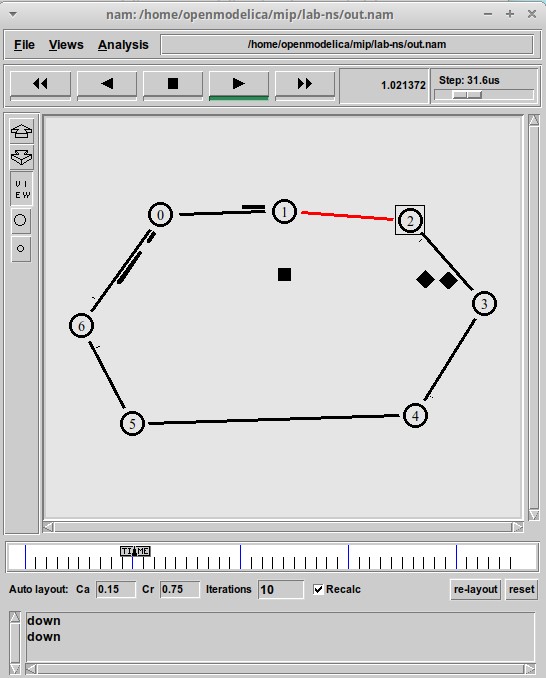 nam: /home/openmodelica/mip/lab-ns/out.nam
File Views Analysis /home/openmodelica/mip/lab-ns/out.nam
1.021372 Step: 31.6us
VI
EW
0 1 2
3
6
5 4
TIME
Auto layout: Ca 0.15 Cr 0.75 Iterations 10 Recalc re-layout reset
down
down